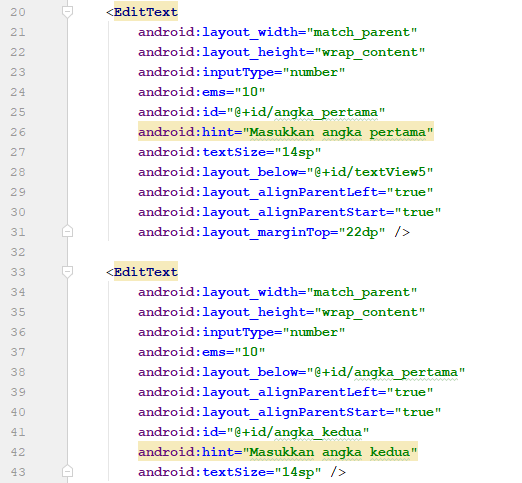 20 <EditText
21 android:layout_width="match_parent"
22 android:layout_height="wrap_content"
23 android:inputType="number"
24 android:ems="10"
25 android:id="@+id/angka_pertama"
26 android:hint="Masukkan angka pertama"
27 android:textSize="14sp"
28 android:layout_below="@+id/textView5"
29 android:layout_alignParentLeft="true"
30 android:layout_alignParentStart="true"
31 android:layout_marginTop="22dp" />
32
33 <EditText
34 android:layout_width="match_parent"
35 android:layout_height="wrap_content"
36 android:inputType="number"
37 android:ems="10"
38 android:layout_below="@+id/angka_pertama"
39 android:layout_alignParentLeft="true"
40 android:layout_alignParentStart="true"
41 android:id="@+id/angka_kedua"
42 android:hint="Masukkan angka kedua"
43 android:textSize="14sp" />